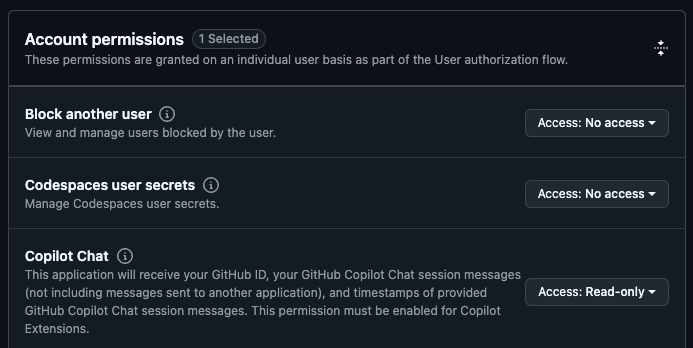 Account permissions 1 Selected
These permissions are granted on an individual user basis as part of the User authorization flow.
Block another user
View and manage users blocked by the user.
Access: No access
Codespaces user secrets
Manage Codespaces user secrets.
Access: No access
Copilot Chat
This application will receive your GitHub ID, your GitHub Copilot Chat session messages
(not including messages sent to another application), and timestamps of provided
GitHub Copilot Chat session messages. This permission must be enabled for Copilot
Extensions.
Access: Read-only